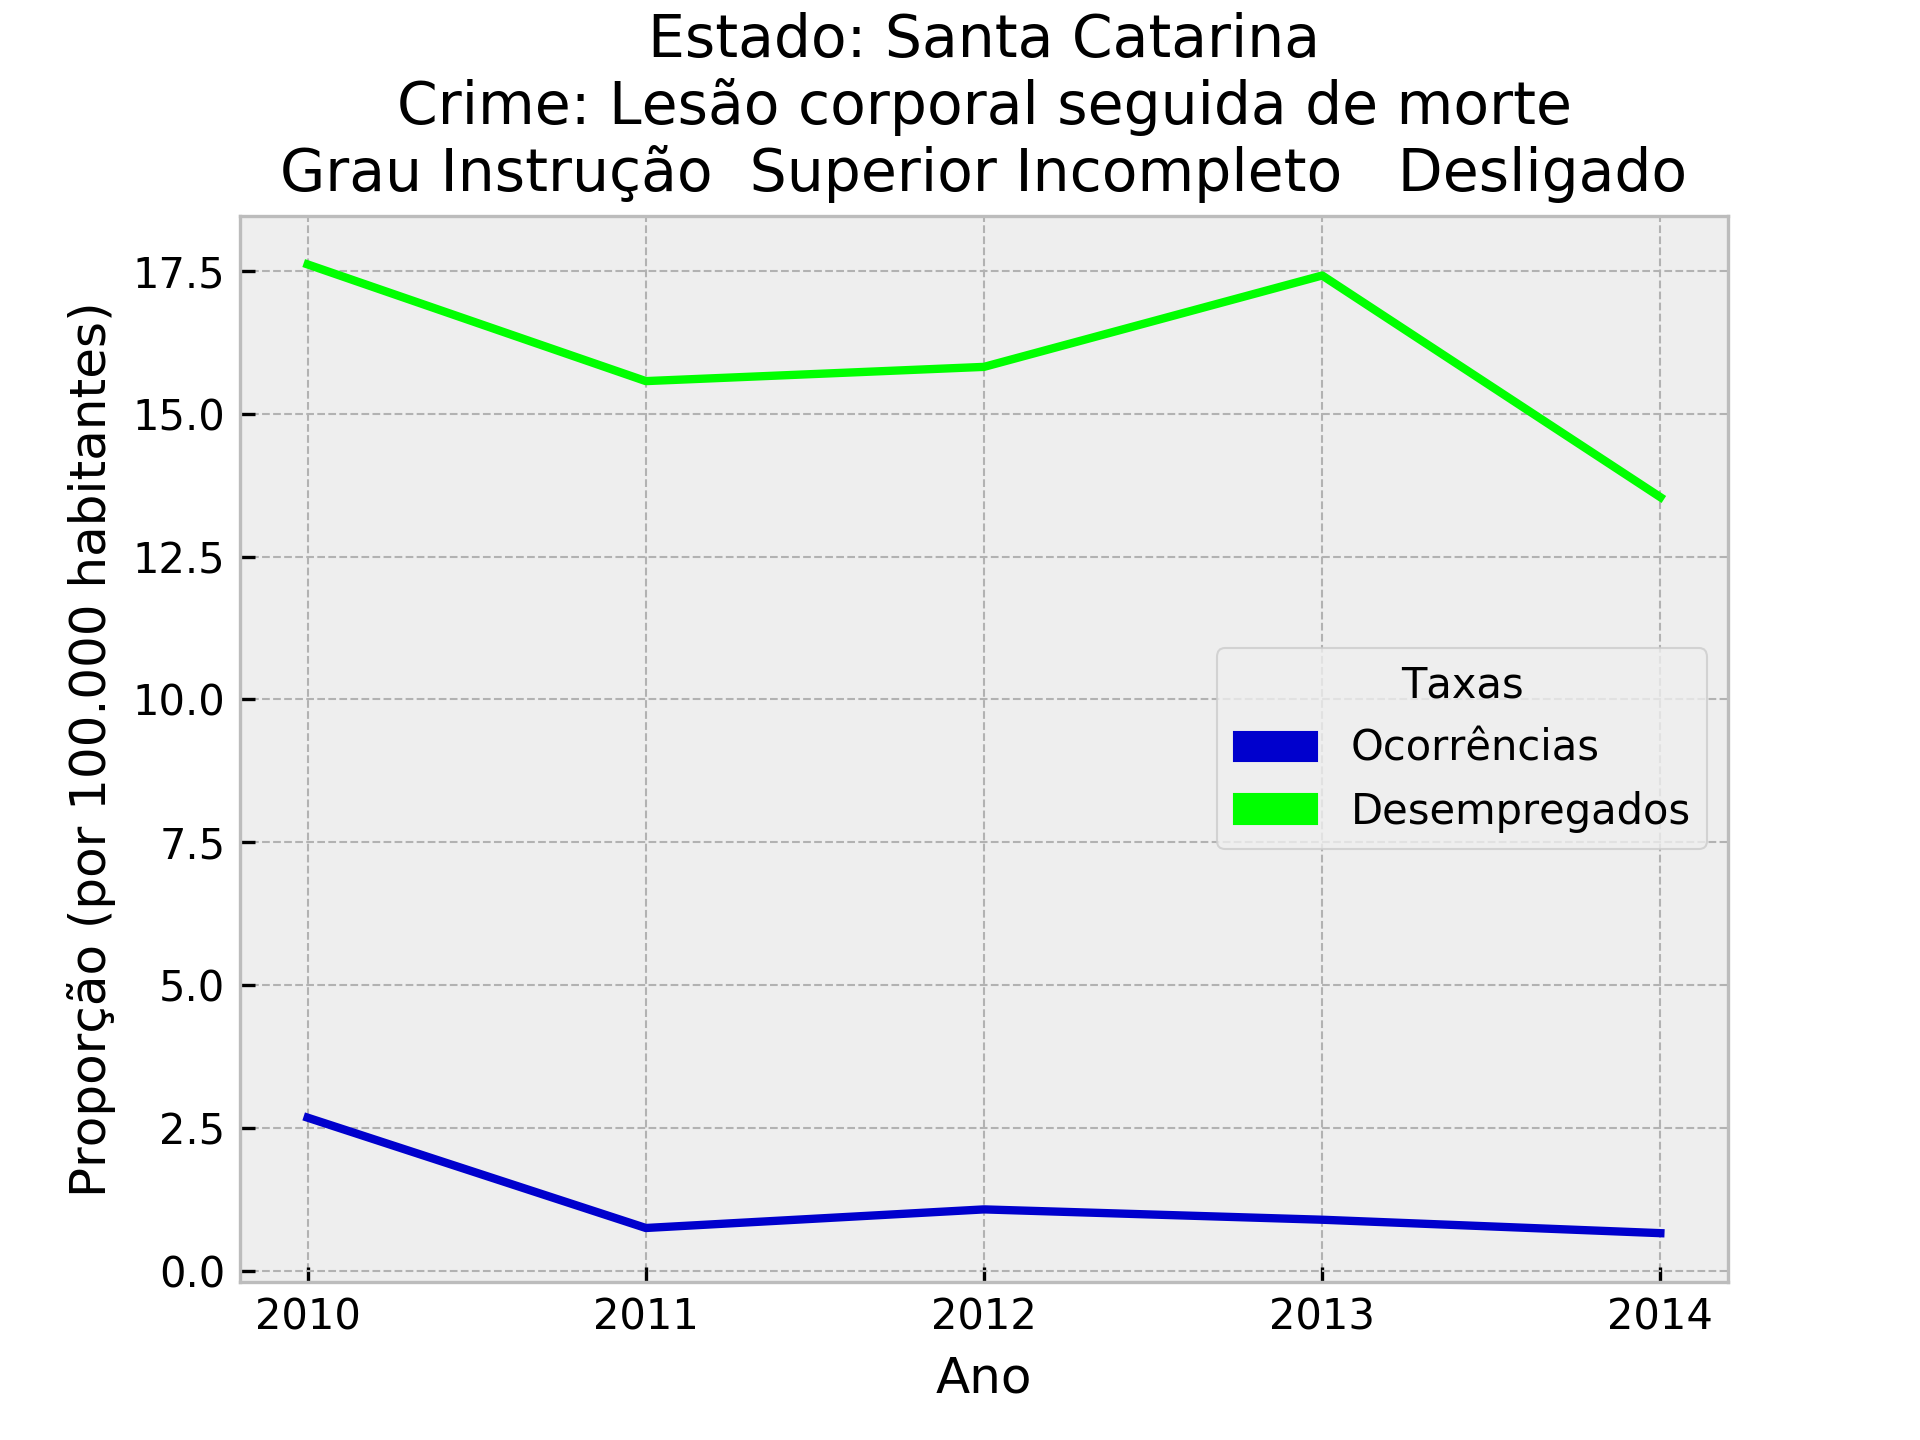 Estado: Santa Catarina
Crime: Lesão corporal seguida de morte
Grau Instrução  Superior Incompleto   Desligado
Proporção (por 100.000 habitantes)
17.5
15.0
12.5
10.0
7.5
5.0
2.5
0.0
Taxas
Ocorrências
Desempregados
2010 2011 2012 2013 2014
Ano